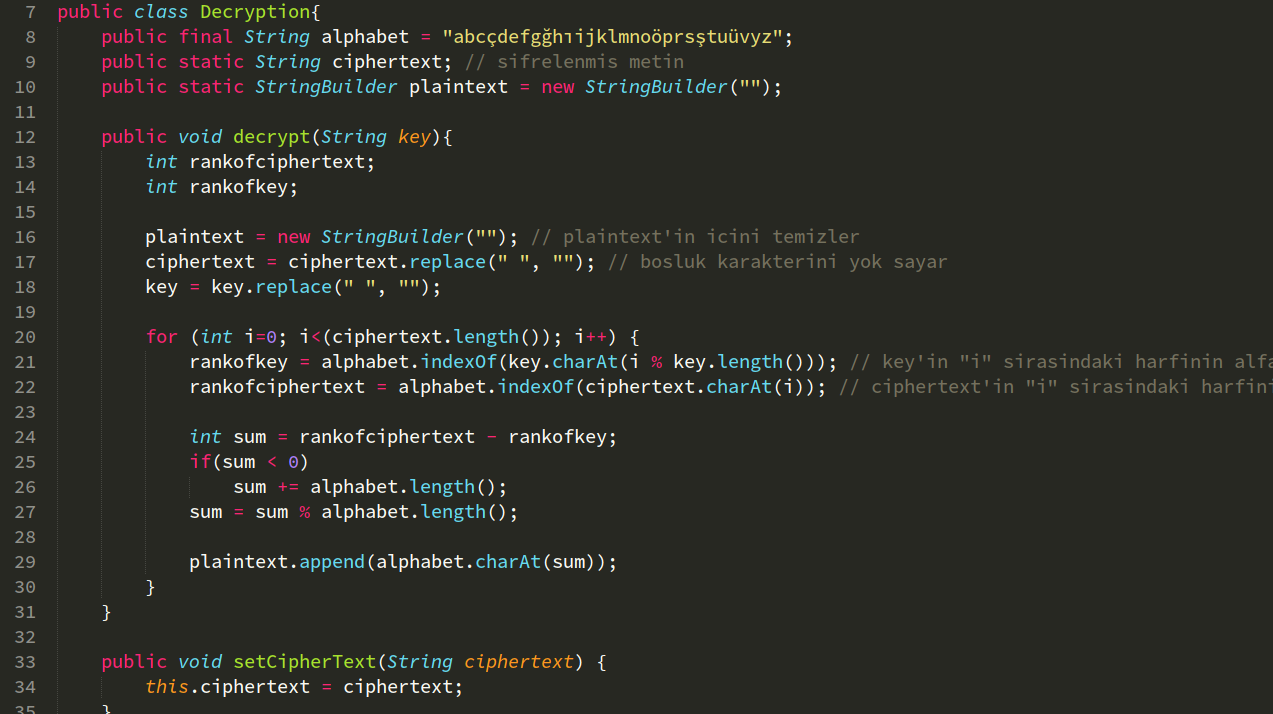 7 public class Decryption{
8 public final String alphabet = "abcçdefgğhıijklmnoöprsştuüvyz";
9 public static String ciphertext; // sifrelenmis metin
10 public static StringBuilder plaintext = new StringBuilder("");
11
12 public void decrypt(String key){
13 int rankofciphertext;
14 int rankofkey;
15
16 plaintext = new StringBuilder(""); // plaintext'in icini temizler
17 ciphertext = ciphertext.replace(" ", ""); // bosluk karakterini yok sayar
18 key = key.replace(" ", "");
19
20 for (int i=0; i<(ciphertext.length()); i++) {
21 rankofkey = alphabet.indexOf(key.charAt(i % key.length())); // key'in "i" sirasindaki harfinin
22 rankofciphertext = alphabet.indexOf(ciphertext.charAt(i)); // ciphertext'in "i" sirasindaki
23
24 int sum = rankofciphertext - rankofkey;
25 if(sum < 0)
26 sum += alphabet.length();
27 sum = sum % alphabet.length();
28
29 plaintext.append(alphabet.charAt(sum));
30 }
31 }
32
33 public void setCipherText(String ciphertext) {
34 this.ciphertext = ciphertext;
35 }